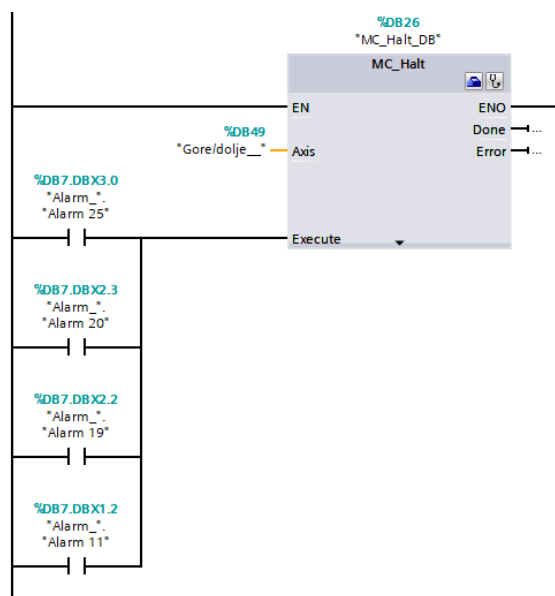 %DB26
"MC_Halt_DB"
MC_Halt
EN
ENO
Done
...
%DB49
"Gore/dolje__"
Axis
Error
...
%DB7.DBX3.0
"Alarm_".
"Alarm 25"
Execute
%DB7.DBX2.3
"Alarm_".
"Alarm 20"
%DB7.DBX2.2
"Alarm_".
"Alarm 19"
%DB7.DBX1.2
"Alarm_".
"Alarm 11"